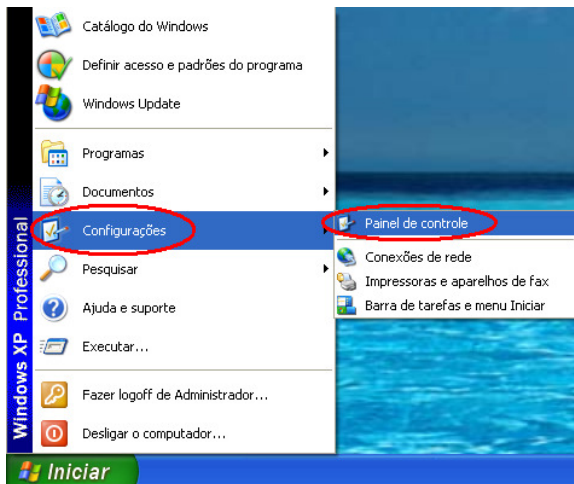 Catálogo do Windows
Definir acesso e padrões do programa
Windows Update
Programas
Documentos
Configurações
Pesquisar
Ajuda e suporte
Executar...
Fazer logoff de Administrador...
Desligar o computador...
Painel de controle
Conexões de rede
Impressoras e aparelhos de fax
Barra de tarefas e menu Iniciar
Windows XP Professional
Iniciar